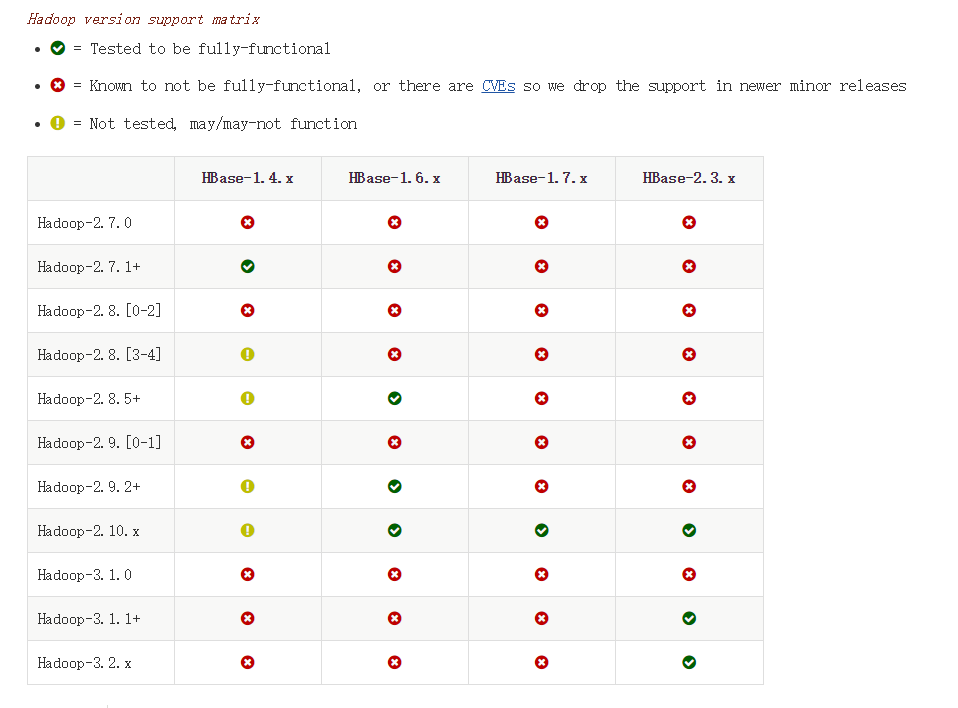 Hadoop version support matrix
= Tested to be fully-functional
= Known to not be fully-functional, or there are CVEs so we drop the support in newer minor releases
= Not tested, may/may-not function
HBase-1.4.x HBase-1.6.x HBase-1.7.x HBase-2.3.x
Hadoop-2.7.0
Hadoop-2.7.1+
Hadoop-2.8.[0-2]
Hadoop-2.8.[3-4]
Hadoop-2.8.5+
Hadoop-2.9.[0-1]
Hadoop-2.9.2+
Hadoop-2.10.x
Hadoop-3.1.0
Hadoop-3.1.1+
Hadoop-3.2.x